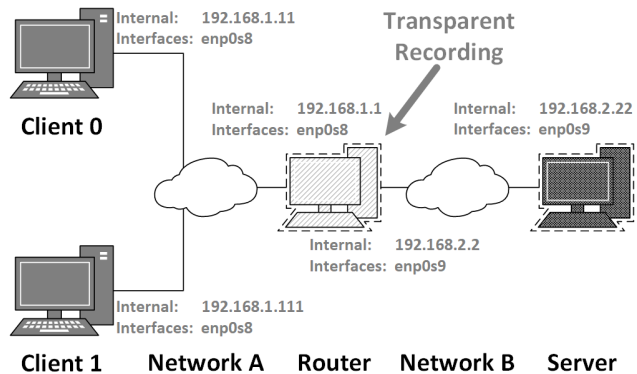 Internal: 192.168.1.11
Interfaces: enp0s8
Transparent
Recording
Client 0
Internal: 192.168.1.1
Interfaces: enp0s8
Internal: 192.168.2.22
Interfaces: enp0s9
Internal: 192.168.2.2
Interfaces: enp0s9
Internal: 192.168.1.111
Interfaces: enp0s8
Client 1 Network A Router Network B Server